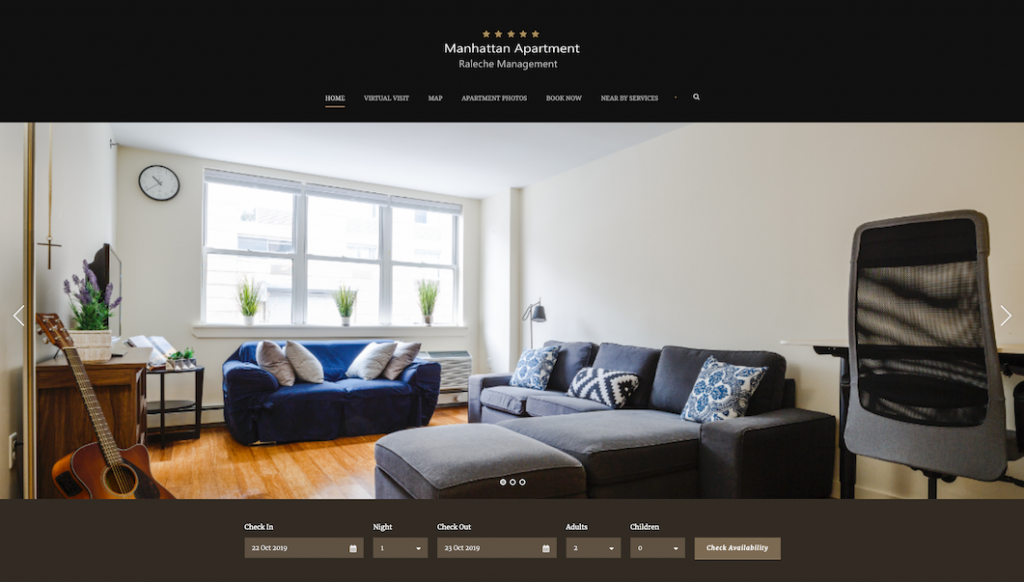 Manhattan Apartment
Raleche Management
HOME VIRTUAL VISIT MAP APARTMENT PHOTOS BOOK NOW NEAR BY SERVICES
Check In Night Check Out Adults Children
22 Oct 2019 1 23 Oct 2019 2 0 Check Availability